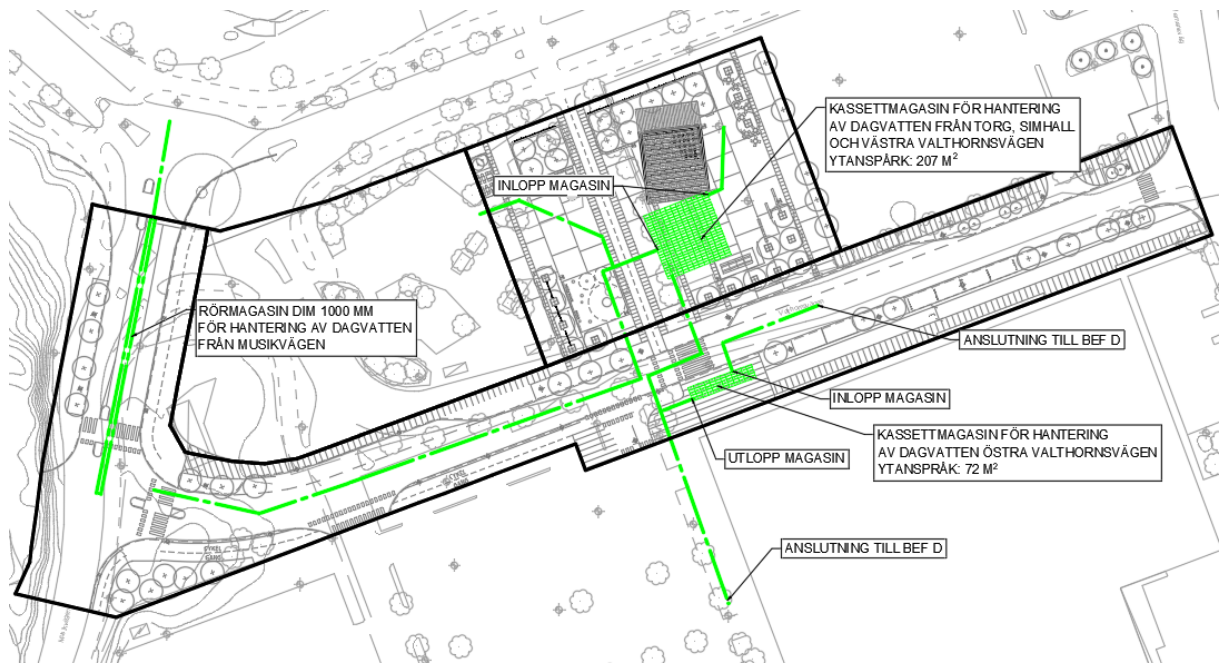 KASSETTMAGASIN FÖR HANTERING
AV DAGVATTEN FRÅN TORG, SIMHALL
OCH VÄSTRA VALTHORNSVÄGEN
YTANSPÅRK: 207 M²
INLOPP MAGASIN
RÖRMAGASIN DIM 1000 MM
FÖR HANTERING AV DAGVATTEN
FRÅN MUSIKVÄGEN
ANSLUTNING TILL BEF D
INLOPP MAGASIN
KASSETTMAGASIN FÖR HANTERING
AV DAGVATTEN ÖSTRA VALTHORNSVÄGEN
YTANSPRÅK: 72 M²
UTLOPP MAGASIN
ANSLUTNING TILL BEF D